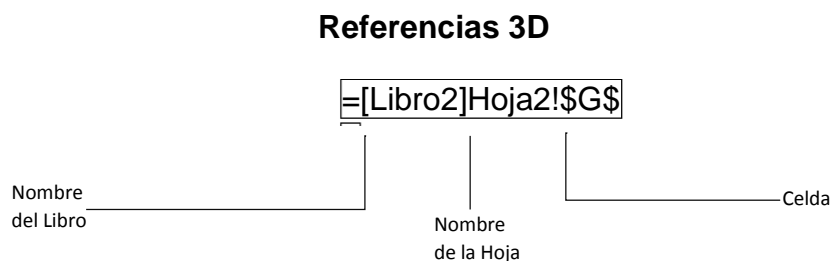 Referencias 3D
=[Libro2]Hoja2!$G$
Nombre
del Libro
Nombre
de la Hoja
Celda